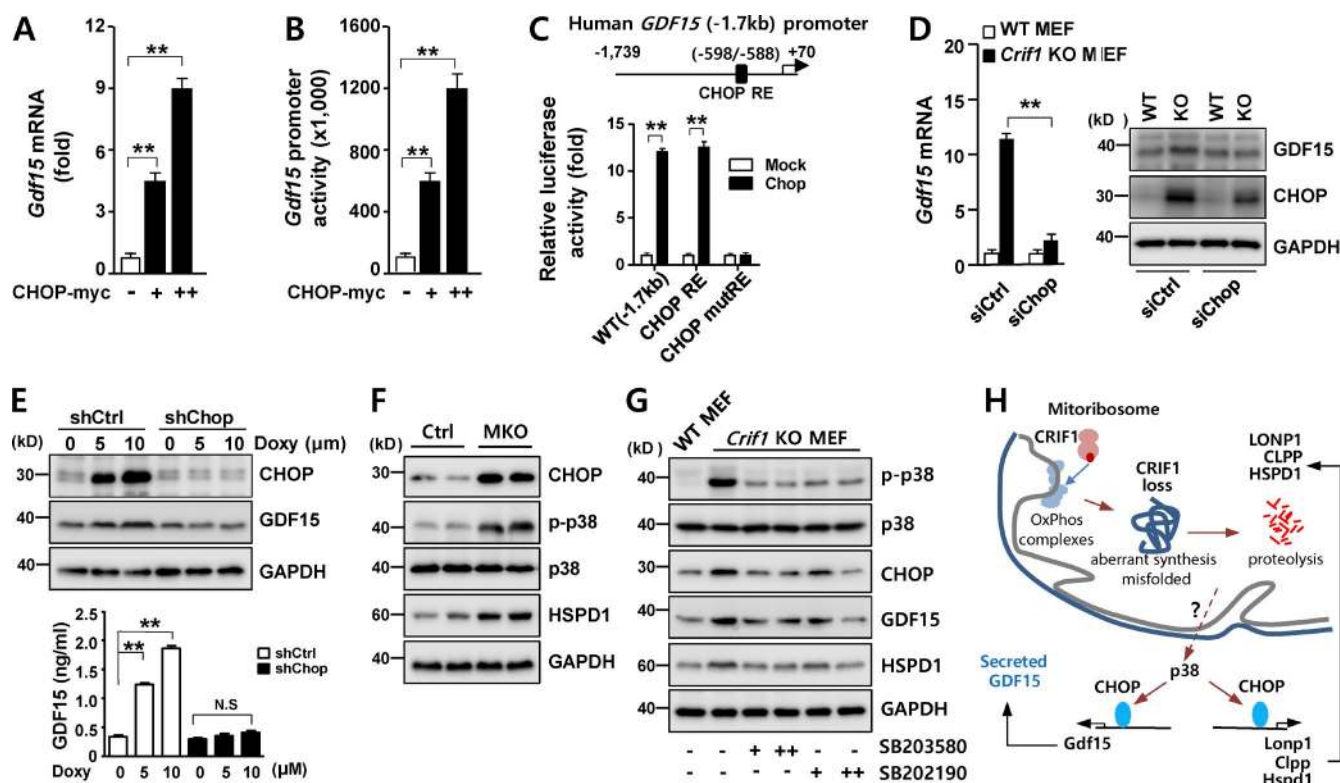 A
Gdf15 mRNA
(fold)
9
6
3
0
**
**
CHOP-myc - + ++
B
Gdf15 promoter
activity (x1,000)
1600
1200
900
600
300
0
**
**
CHOP-myc - + ++
C
Human GDF15 (-1.7kb) promoter
-1,739 (-598/-588) +70
CHOP RE
Relative luciferase
activity (fold)
15
10
5
0
** **
Mock
Chop
WT(-1.7kb)
CHOP RE
CHOP mutRE
D
WT MEF
Crif1 KO MEF
Gdf15 mRNA
20
16
12
8
4
0
**
siCtrl
siChop
(kD) WT KO WT KO
40 GDF15
30 CHOP
40 GAPDH
siCtrl siChop
E
shCtrl shChop
(kD) 0 5 10 0 5 10 Doxy (µm)
30 CHOP
40 GDF15
40 GAPDH
GDF15 (ng/ml)
2.5
2.0
1.5
1.0
0.5
0
**
**
N.S
shCtrl
shChop
Doxy 0 5 10 0 5 10 (µM)
F
(kD) Ctrl MKO
30 CHOP
40 p-p38
40 p38
60 HSPD1
40 GAPDH
G
WT MEF
Crif1 KO MEF
(kD)
40 p-p38
40 p38
30 CHOP
40 GDF15
60 HSPD1
40 GAPDH
- - + ++ - - SB203580
- - - - + ++ SB202190
H
Mitoribosome
CRIF1
OxPhos
complexes
CRIF1
loss
aberrant synthesis
misfolded
LONP1
CLPP
HSPD1
proteolysis
?
p38
Secreted
GDF15
CHOP CHOP
Gdf15
Lonp1
Clpp
Hspd1